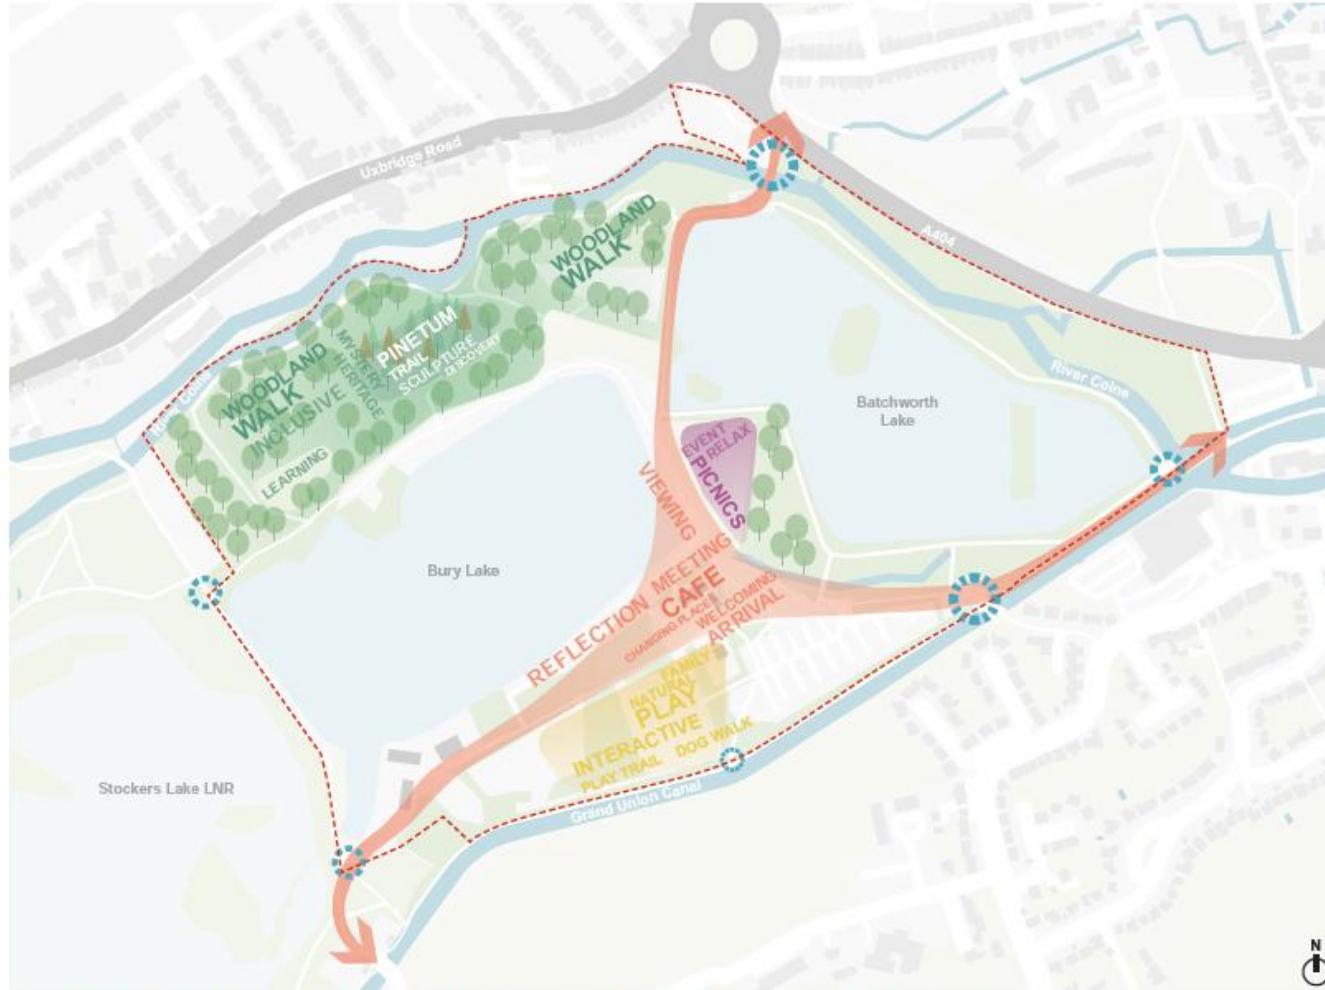 Uxbridge Road
A404
WOODLAND
WALK
PINETUM
TRAIL
SCULPTURE
DISCOVERY
MYSTERY
HERITAGE
WOODLAND
WALK
INCLUSIVE
LEARNING
River Colne
River Colne
Batchworth
Lake
EVENT
RELAX
PICNICS
VIEWING
Bury Lake
REFLECTION MEETING
CAFE
CHANGING PLACE
WELCOMING
ARRIVAL
FAMILY
NATURAL
PLAY
INTERACTIVE
PLAY TRAIL
DOG WALK
Grand Union Canal
Stockers Lake LNR
N